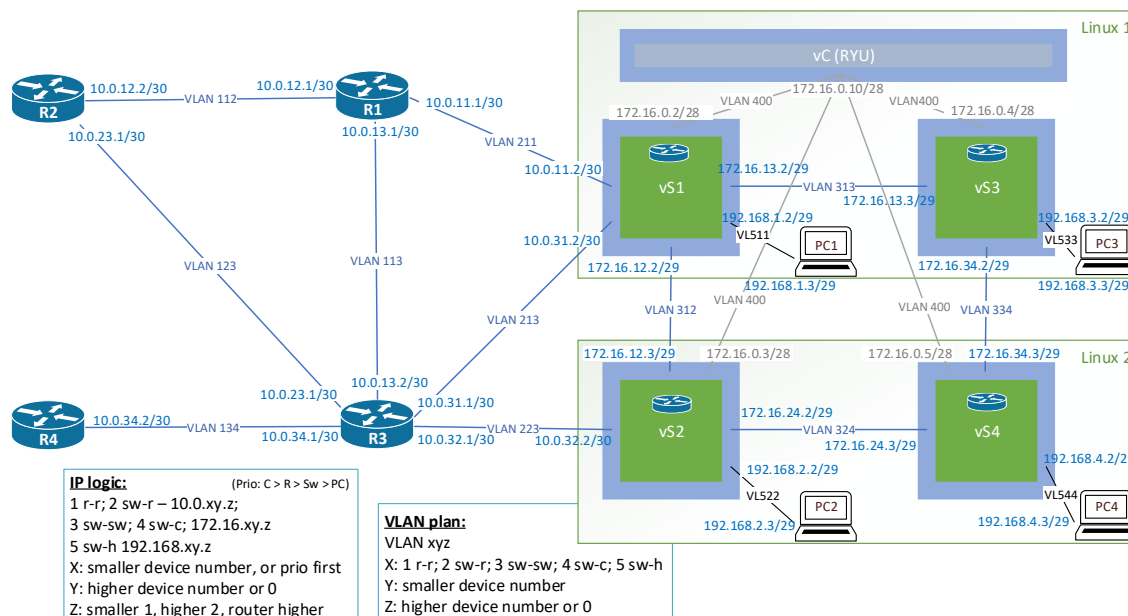 Linux 1
vC (RYU)
172.16.0.10/28
10.0.12.2/30
10.0.12.1/30
VLAN 112
R2
R1
10.0.23.1/30
10.0.11.1/30
10.0.13.1/30
VLAN 211
10.0.11.2/30
VLAN 400
VLAN400
172.16.0.2/28
172.16.0.4/28
vS1
vS3
172.16.13.2/29
VLAN 313
172.16.13.3/29
192.168.1.2/29
VL511
PC1
192.168.1.3/29
192.168.3.2/29
VL533
PC3
192.168.3.3/29
10.0.31.2/30
172.16.12.2/29
172.16.34.2/29
VLAN 123
VLAN 113
VLAN 213
VLAN 312
VLAN 400
VLAN 400
VLAN 334
Linux 2
172.16.12.3/29
172.16.0.3/28
172.16.0.5/28
172.16.34.3/29
10.0.13.2/30
10.0.23.1/30
10.0.31.1/30
10.0.34.2/30
R4
VLAN 134
10.0.34.1/30
R3
10.0.32.1/30
VLAN 223
10.0.32.2/30
vS2
vS4
172.16.24.2/29
VLAN 324
172.16.24.3/29
192.168.2.2/29
VL522
PC2
192.168.2.3/29
192.168.4.2/2
VL544
PC4
192.168.4.3/29
IP logic: (Prio: C > R > Sw > PC)
1 r-r; 2 sw-r – 10.0.xy.z;
3 sw-sw; 4 sw-c; 172.16.xy.z
5 sw-h 192.168.xy.z
X: smaller device number, or prio first
Y: higher device number or 0
Z: smaller 1, higher 2, router higher
VLAN plan:
VLAN xyz
X: 1 r-r; 2 sw-r; 3 sw-sw; 4 sw-c; 5 sw-h
Y: smaller device number
Z: higher device number or 0